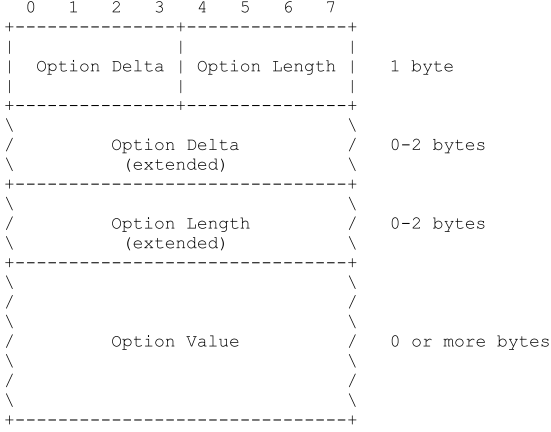 0 1 2 3 4 5 6 7
Option Delta | Option Length 1 byte
Option Delta 0-2 bytes
(extended)
Option Length 0-2 bytes
(extended)
Option Value 0 or more bytes